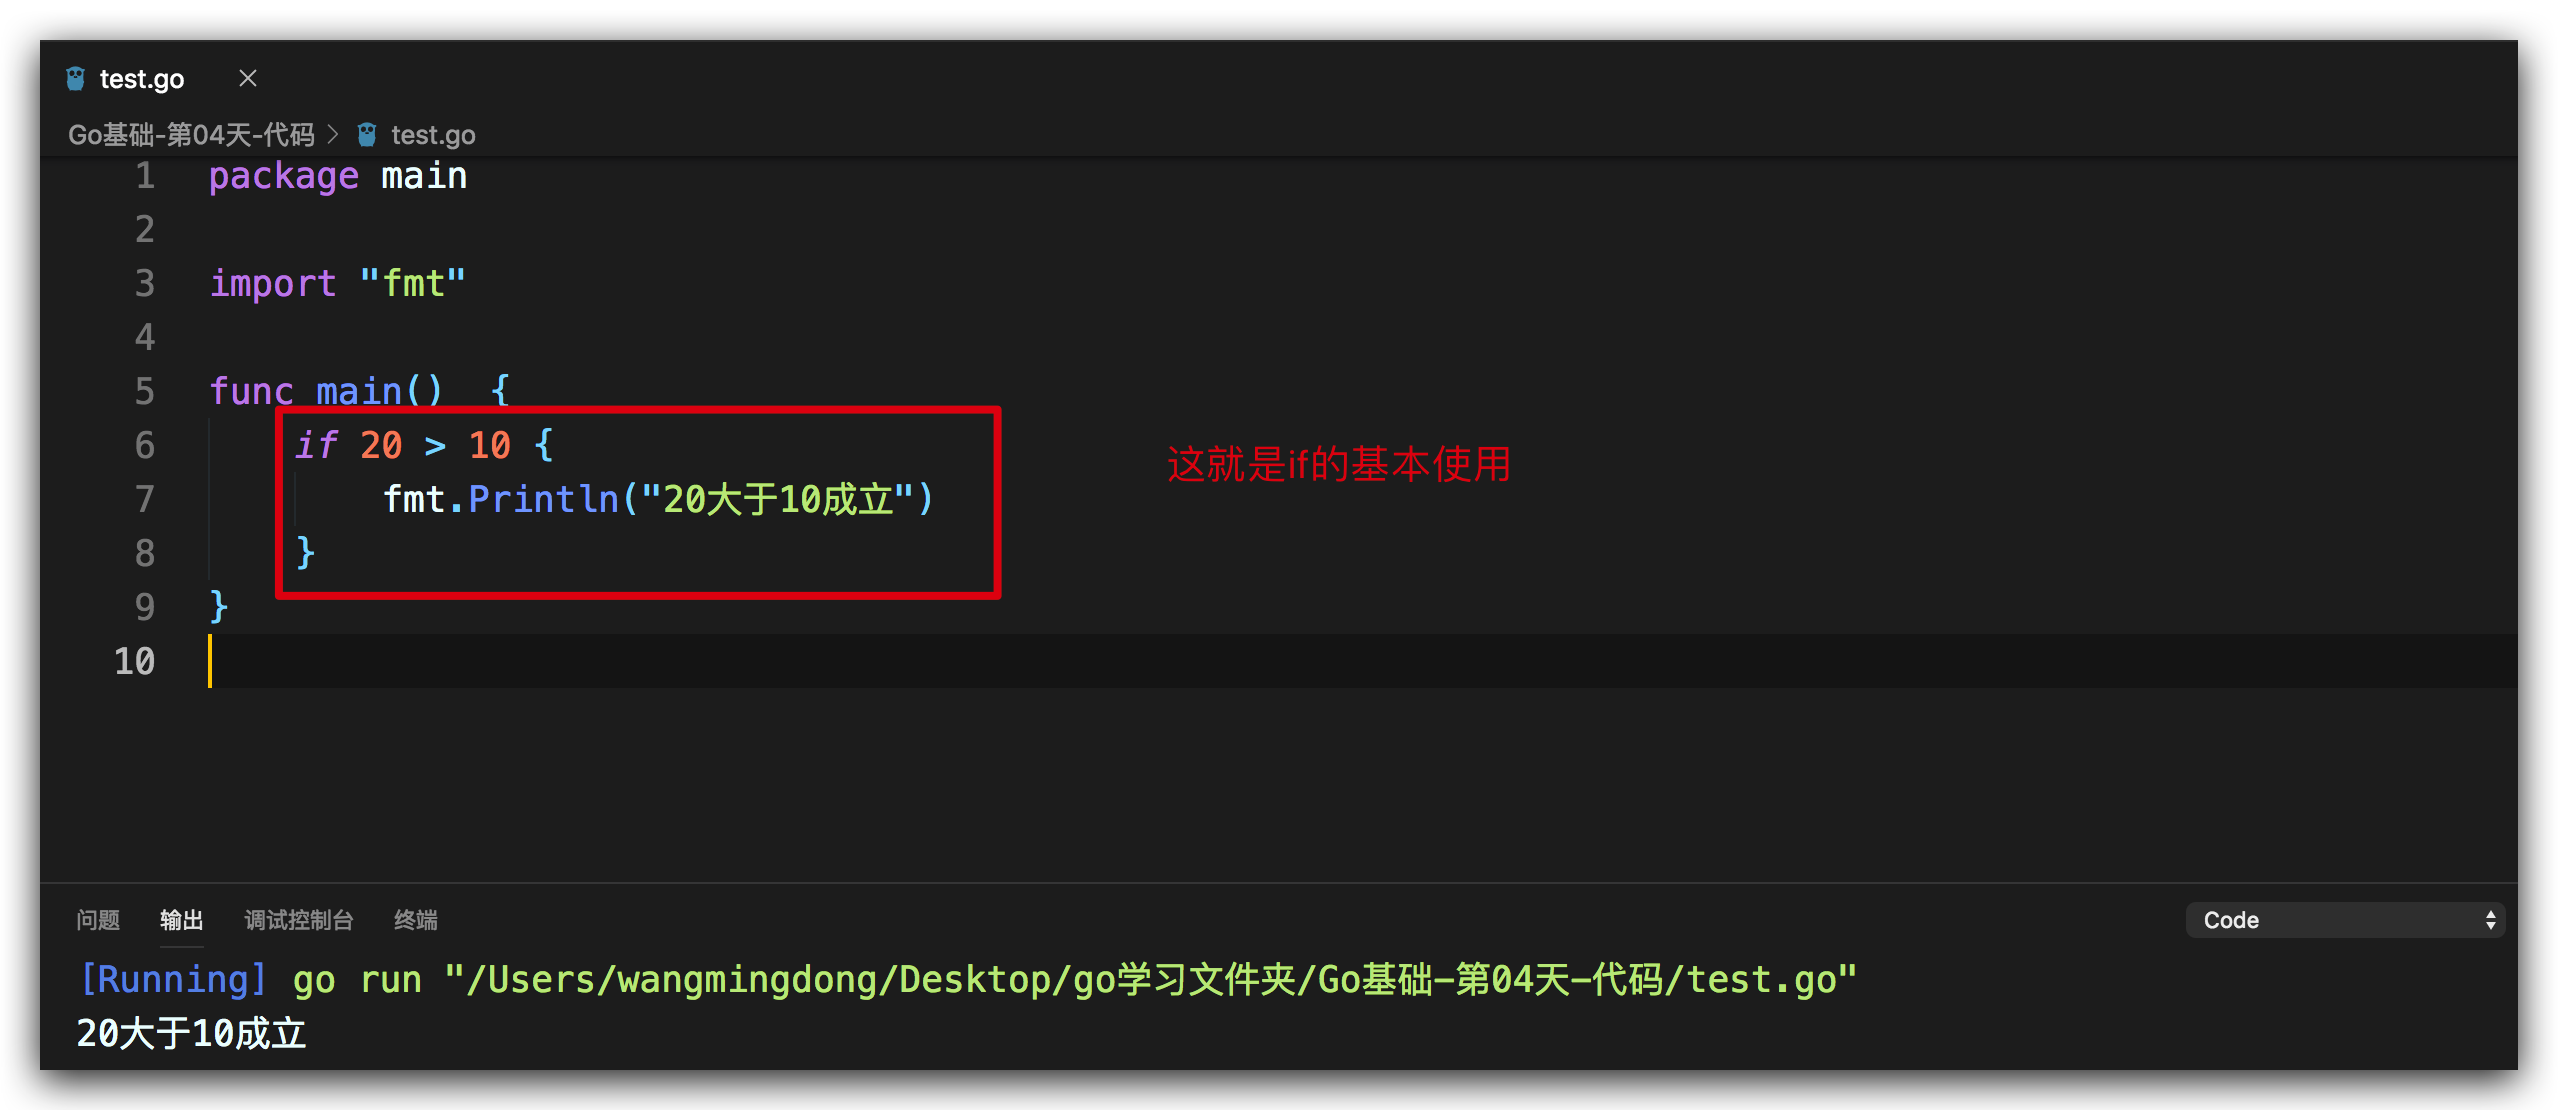 test.go
Go基础-第04天-代码 > test.go
1 package main
2
3 import "fmt"
4
5 func main()  {
6     if 20 > 10 {
7         fmt.Println("20大于10成立")
8     }
9 }
10
这就是if的基本使用
问题 输出 调试控制台 终端 Code
[Running] go run "/Users/wangmingdong/Desktop/go学习文件夹/Go基础-第04天-代码/test.go"
20大于10成立